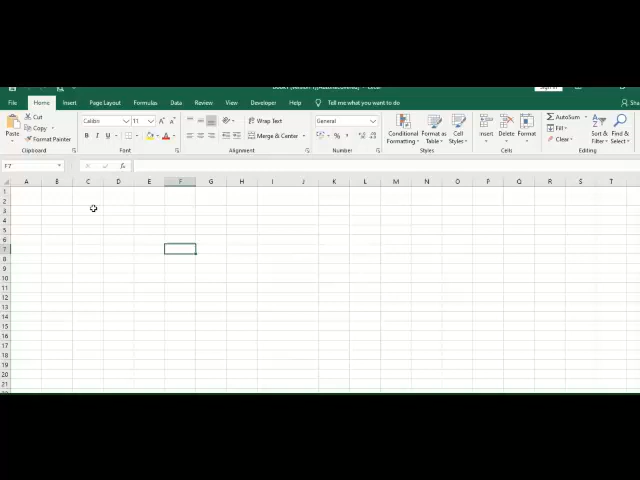 File Home Insert Page Layout Formulas Data Review View Developer Help Tell me what you want to do
Paste Cut Copy Format Painter
Clipboard
Calibri 11
B I U
Font
Wrap Text
Merge & Center
Alignment
General
Number
Conditional Formatting Format as Table Cell Styles
Styles
Insert Delete Format
Cells
AutoSum Fill Clear
Sort & Filter Find & Select
Editing
F7 fx
A B C D E F G H I J K L M N O P Q R S T
1
2
3
4
5
6
7
8
9
10
11
12
13
14
15
16
17
18
19
20
21